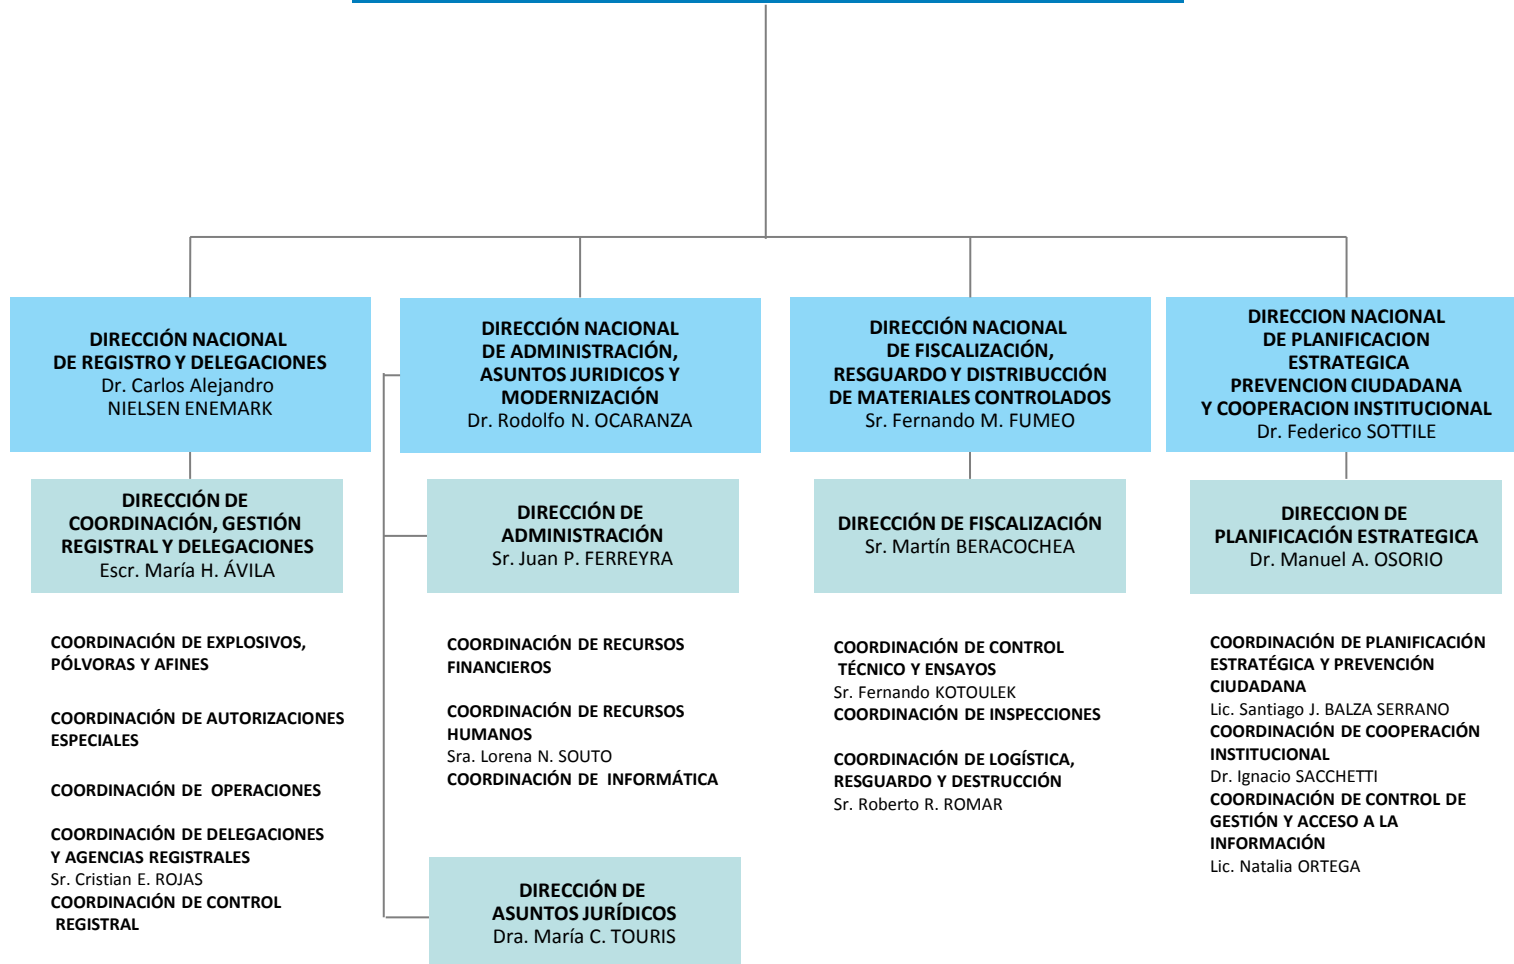 DIRECCIÓN NACIONAL
DE REGISTRO Y DELEGACIONES
Dr. Carlos Alejandro
NIELSEN ENEMARK
DIRECCIÓN NACIONAL
DE ADMINISTRACIÓN,
ASUNTOS JURIDICOS Y
MODERNIZACIÓN
Dr. Rodolfo N. OCARANZA
DIRECCIÓN NACIONAL
DE FISCALIZACIÓN,
RESGUARDO Y DISTRIBUCCIÓN
DE MATERIALES CONTROLADOS
Sr. Fernando M. FUMEO
DIRECCION NACIONAL
DE PLANIFICACION
ESTRATEGICA
PREVENCION CIUDADANA
Y COOPERACION INSTITUCIONAL
Dr. Federico SOTTILE
DIRECCIÓN DE
COORDINACIÓN, GESTIÓN
REGISTRAL Y DELEGACIONES
Escr. María H. ÁVILA
DIRECCIÓN DE
ADMINISTRACIÓN
Sr. Juan P. FERREYRA
DIRECCIÓN DE FISCALIZACIÓN
Sr. Martín BERACOCHEA
DIRECCION DE
PLANIFICACIÓN ESTRATEGICA
Dr. Manuel A. OSORIO
COORDINACIÓN DE EXPLOSIVOS,
PÓLVORAS Y AFINES
COORDINACIÓN DE AUTORIZACIONES
ESPECIALES
COORDINACIÓN DE OPERACIONES
COORDINACIÓN DE DELEGACIONES
Y AGENCIAS REGISTRALES
Sr. Cristian E. ROJAS
COORDINACIÓN DE CONTROL
REGISTRAL
COORDINACIÓN DE RECURSOS
FINANCIEROS
COORDINACIÓN DE RECURSOS
HUMANOS
Sra. Lorena N. SOUTO
COORDINACIÓN DE INFORMÁTICA
DIRECCIÓN DE
ASUNTOS JURÍDICOS
Dra. María C. TOURIS
COORDINACIÓN DE CONTROL
TÉCNICO Y ENSAYOS
Sr. Fernando KOTOULEK
COORDINACIÓN DE INSPECCIONES
COORDINACIÓN DE LOGÍSTICA,
RESGUARDO Y DESTRUCCIÓN
Sr. Roberto R. ROMAR
COORDINACIÓN DE PLANIFICACIÓN
ESTRATÉGICA Y PREVENCIÓN
CIUDADANA
Lic. Santiago J. BALZA SERRANO
COORDINACIÓN DE COOPERACIÓN
INSTITUCIONAL
Dr. Ignacio SACCHETTI
COORDINACIÓN DE CONTROL DE
GESTIÓN Y ACCESO A LA
INFORMACIÓN
Lic. Natalia ORTEGA